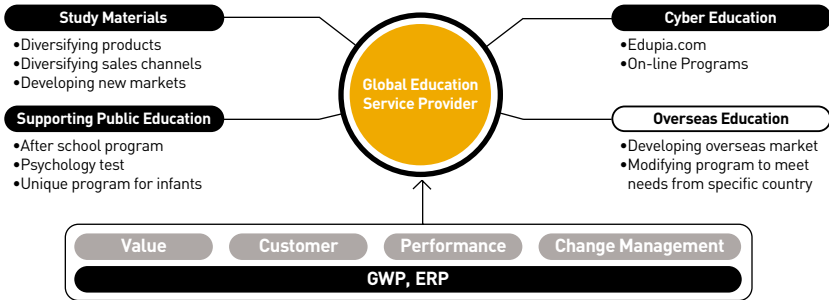 Study Materials
•Diversifying products
•Diversifying sales channels
•Developing new markets
Supporting Public Education
•After school program
•Psychology test
•Unique program for infants
Global Education
Service Provider
Cyber Education
•Edupia.com
•On-line Programs
Overseas Education
•Developing overseas market
•Modifying program to meet
needs from specific country
Value
Customer
Performance
Change Management
GWP, ERP